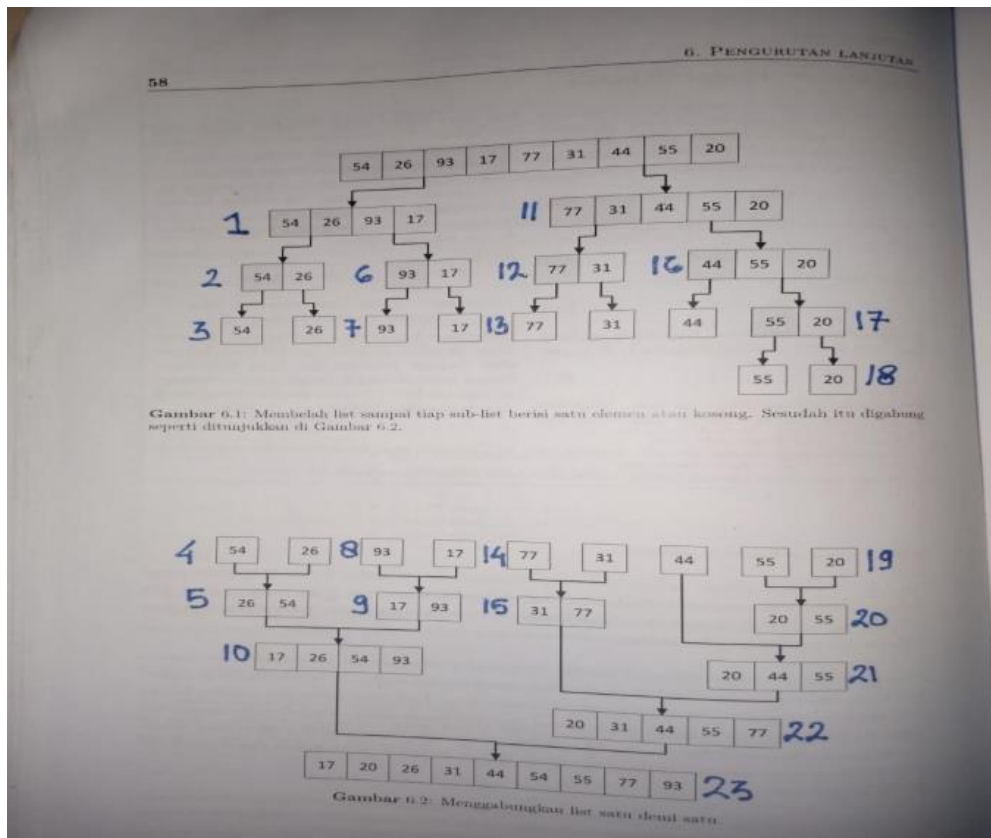 58
6. PENGURUTAN LANJUTAN
54 26 93 17 77 31 44 55 20
1 54 26 93 17 11 77 31 44 55 20
2 54 26 6 93 17 12 77 31 16 44 55 20
3 54 26 7 93 17 13 77 31 44 55 20 17
55 20 18
Gambar 6.1: Membelah list sampai tiap sub-list berisi satu elemen atau kosong. Sesudah itu digabung
seperti ditunjukkan di Gambar 6.2.
4 54 26 8 93 17 14 77 31 44 55 20 19
5 26 54 9 17 93 15 31 77 20 55 20
10 17 26 54 93 20 44 55 21
20 31 44 55 77 22
17 20 26 31 44 54 55 77 93 23
Gambar 6.2: Menggabungkan list satu demi satu.